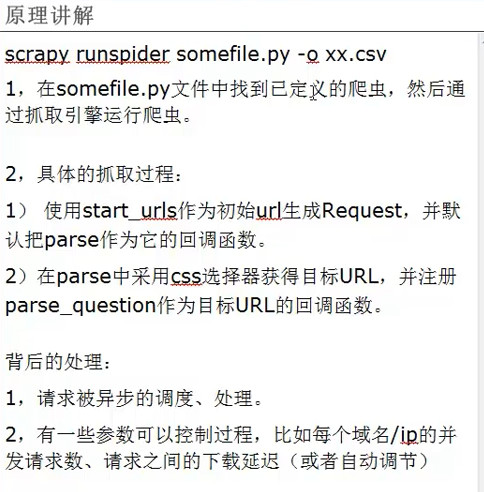 原理讲解
scrapy runspider somefile.py -o xx.csv
1，在somefile.py文件中找到已定义的爬虫，然后通
过抓取引擎运行爬虫。
2，具体的抓取过程：
1） 使用start_urls作为初始url生成Request，并默
认把parse作为它的回调函数。
2）在parse中采用css选择器获得目标URL，并注册
parse_question作为目标URL的回调函数。
背后的处理：
1，请求被异步的调度、处理。
2，有一些参数可以控制过程，比如每个域名/ip的并
发请求数、请求之间的下载延迟（或者自动调节）